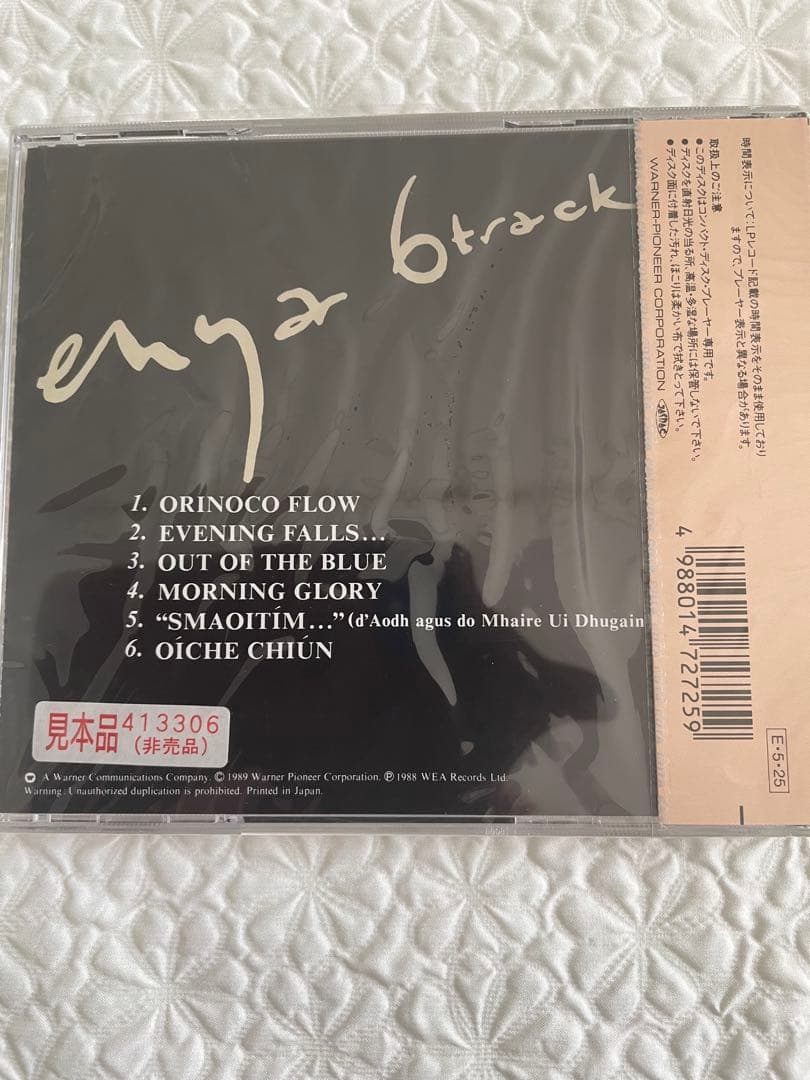 enya 6track
1. ORINOCO FLOW
2. EVENING FALLS...
3. OUT OF THE BLUE
4. MORNING GLORY
5. “SMAOITÍM...” (d'Aodh agus do Mhaire Ui Dhugain
6. OÍCHE CHIÚN
見本品 413306
(非売品)
A Warner Communications Company. © 1989 Warner Pioneer Corporation. ℗ 1988 WEA Records Ltd.
Warning: Unauthorized duplication is prohibited. Printed in Japan.
時間表示について:LPレコード記載の時間表示をそのまま使用しており
ますので、プレーヤー表示と異なる場合があります。
取扱上のご注意
●このディスクはコンパクト・ディスク・プレーヤー専用です。
●ディスクを直射日光の当る所、高温・多湿な場所には保管しないで下さい。
●ディスク面に付着した汚れ、ほこりは柔かい布で拭きとって下さい。
WARNER-PIONEER CORPORATION
4 988014 727259
E・5・25